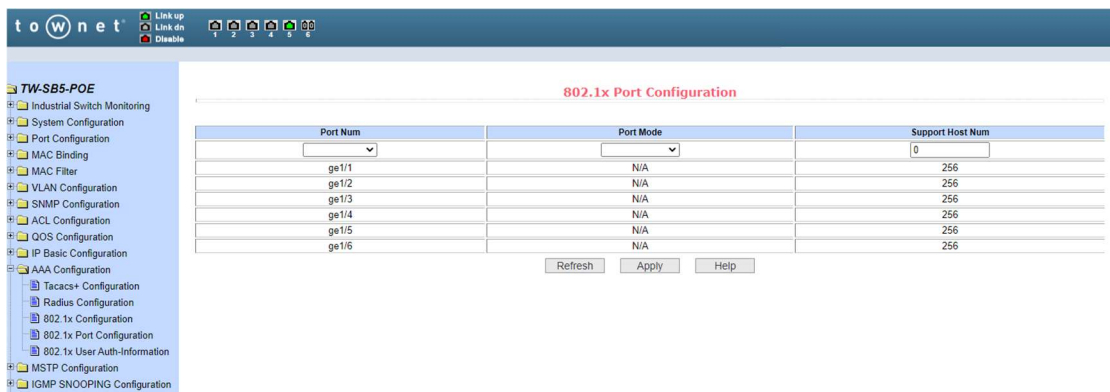 townet
Link up
Link dn
Disable
1 2 3 4 5 6
TW-SB5-POE
Industrial Switch Monitoring
System Configuration
Port Configuration
MAC Binding
MAC Filter
VLAN Configuration
SNMP Configuration
ACL Configuration
QOS Configuration
IP Basic Configuration
AAA Configuration
Tacacs+ Configuration
Radius Configuration
802.1x Configuration
802.1x Port Configuration
802.1x User Auth-Information
MSTP Configuration
IGMP SNOOPING Configuration
802.1x Port Configuration
Port Num Port Mode Support Host Num
0
ge1/1 N/A 256
ge1/2 N/A 256
ge1/3 N/A 256
ge1/4 N/A 256
ge1/5 N/A 256
ge1/6 N/A 256
Refresh Apply Help